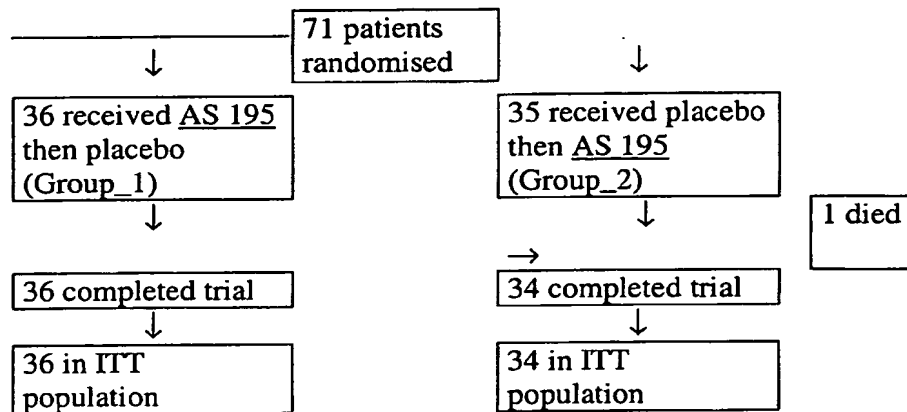 71 patients
randomised
↓ ↓
36 received AS 195
then placebo
(Group_1)
35 received placebo
then AS 195
(Group_2)
↓ ↓
1 died
→
36 completed trial
34 completed trial
↓ ↓
36 in ITT
population
34 in ITT
population